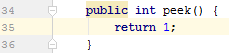 34 public int peek() {
35 return 1;
36 }